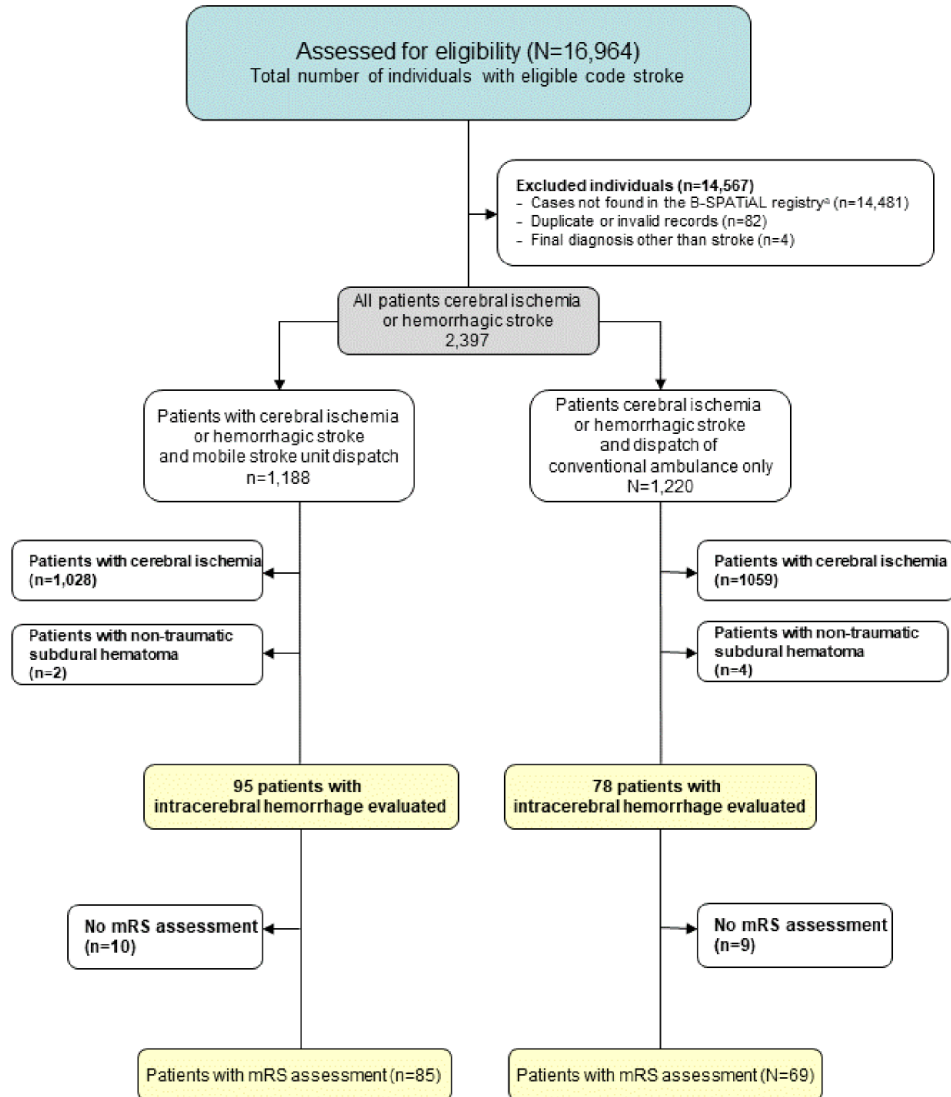 Assessed for eligibility (N=16,964)
Total number of individuals with eligible code stroke
Excluded individuals (n=14,567)
- Cases not found in the B-SPATiAL registryᵃ (n=14,481)
- Duplicate or invalid records (n=82)
- Final diagnosis other than stroke (n=4)
All patients cerebral ischemia
or hemorrhagic stroke
2,397
Patients with cerebral ischemia
or hemorrhagic stroke
and mobile stroke unit dispatch
n=1,188
Patients cerebral ischemia
or hemorrhagic stroke
and dispatch of
conventional ambulance only
N=1,220
Patients with cerebral ischemia
(n=1,028)
Patients with cerebral ischemia
(n=1059)
Patients with non-traumatic
subdural hematoma
(n=2)
Patients with non-traumatic
subdural hematoma
(n=4)
95 patients with
intracerebral hemorrhage evaluated
78 patients with
intracerebral hemorrhage evaluated
No mRS assessment
(n=10)
No mRS assessment
(n=9)
Patients with mRS assessment (n=85)
Patients with mRS assessment (N=69)